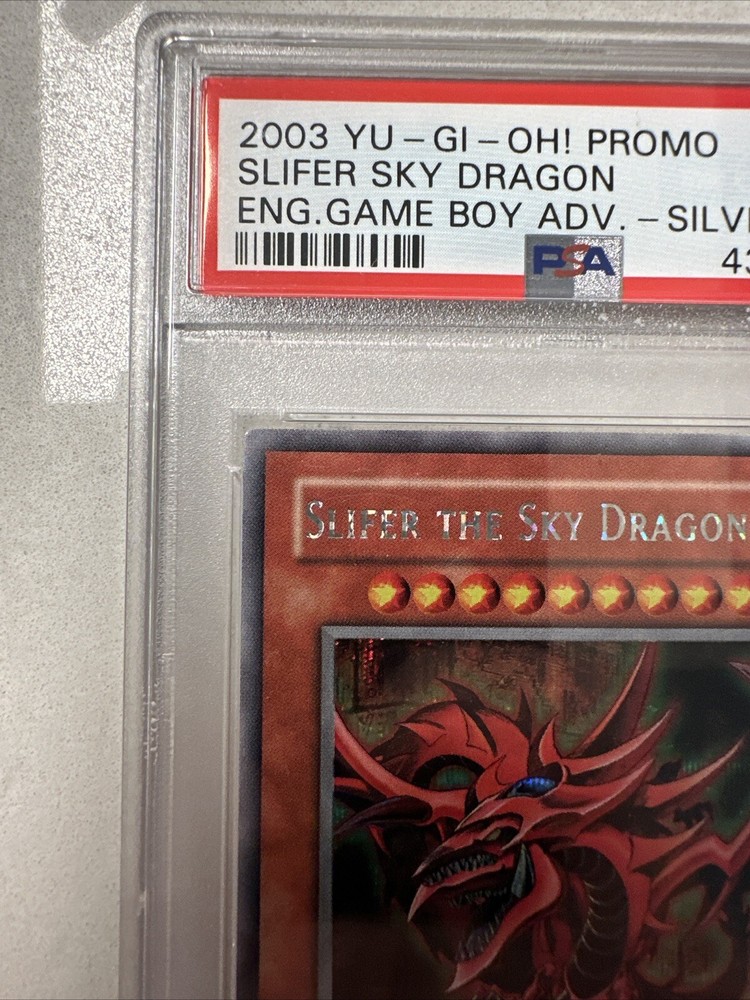 2003 YU-GI-OH! PROMO
SLIFER SKY DRAGON
ENG.GAME BOY ADV. -SILV
PSA 43
SLIFER THE SKY DRAGON